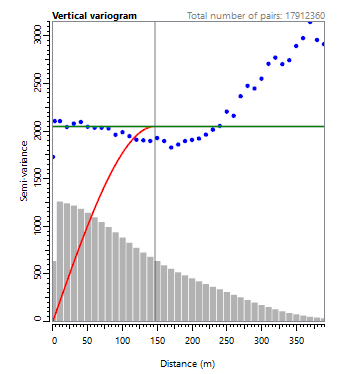 Vertical variogram
Total number of pairs: 17912360
Semi-variance
3000
2500
2000
1500
1000
500
0
0 50 100 150 200 250 300 350
Distance (m)